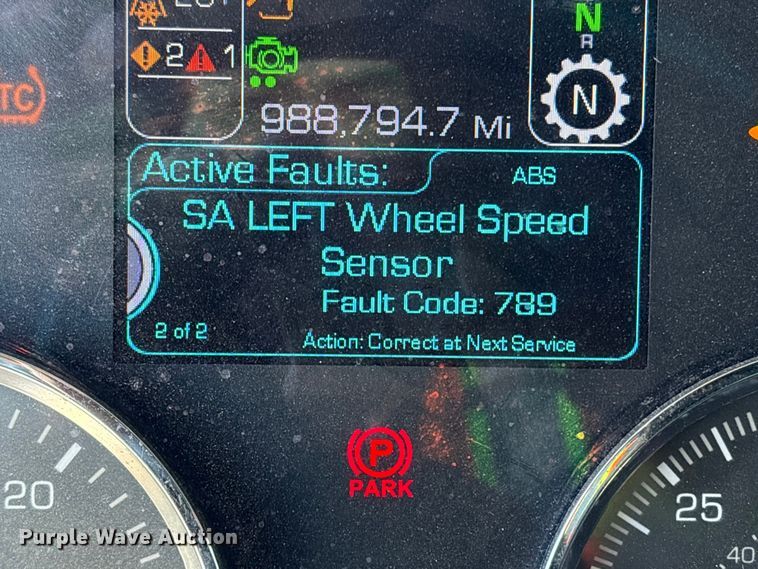 N
R
2 1
TC
988,794.7 Mi
N
Active Faults:
ABS
SA LEFT Wheel Speed
Sensor
Fault Code: 789
2 of 2
Action: Correct at Next Service
P
PARK
20
25
40
Purple Wave Auction